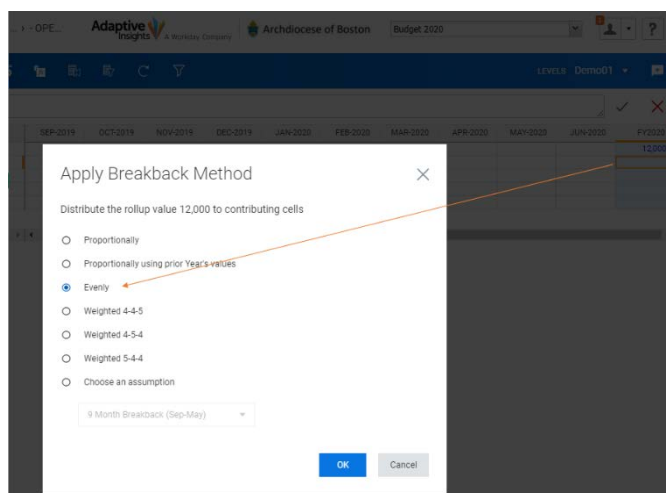 - OPE...
Adaptive Insights
A Workday Company
Archdiocese of Boston
Budget 2020
?
LEVELS Demo01
SEP-2019 OCT-2019 NOV-2019 DEC-2019 JAN-2020 FEB-2020 MAR-2020 APR-2020 MAY-2020 JUN-2020 FY2020
12,000
Apply Breakback Method
Distribute the rollup value 12,000 to contributing cells
Proportionally
Proportionally using prior Year's values
Evenly
Weighted 4-4-5
Weighted 4-5-4
Weighted 5-4-4
Choose an assumption
9 Month Breakback (Sep-May)
OK Cancel